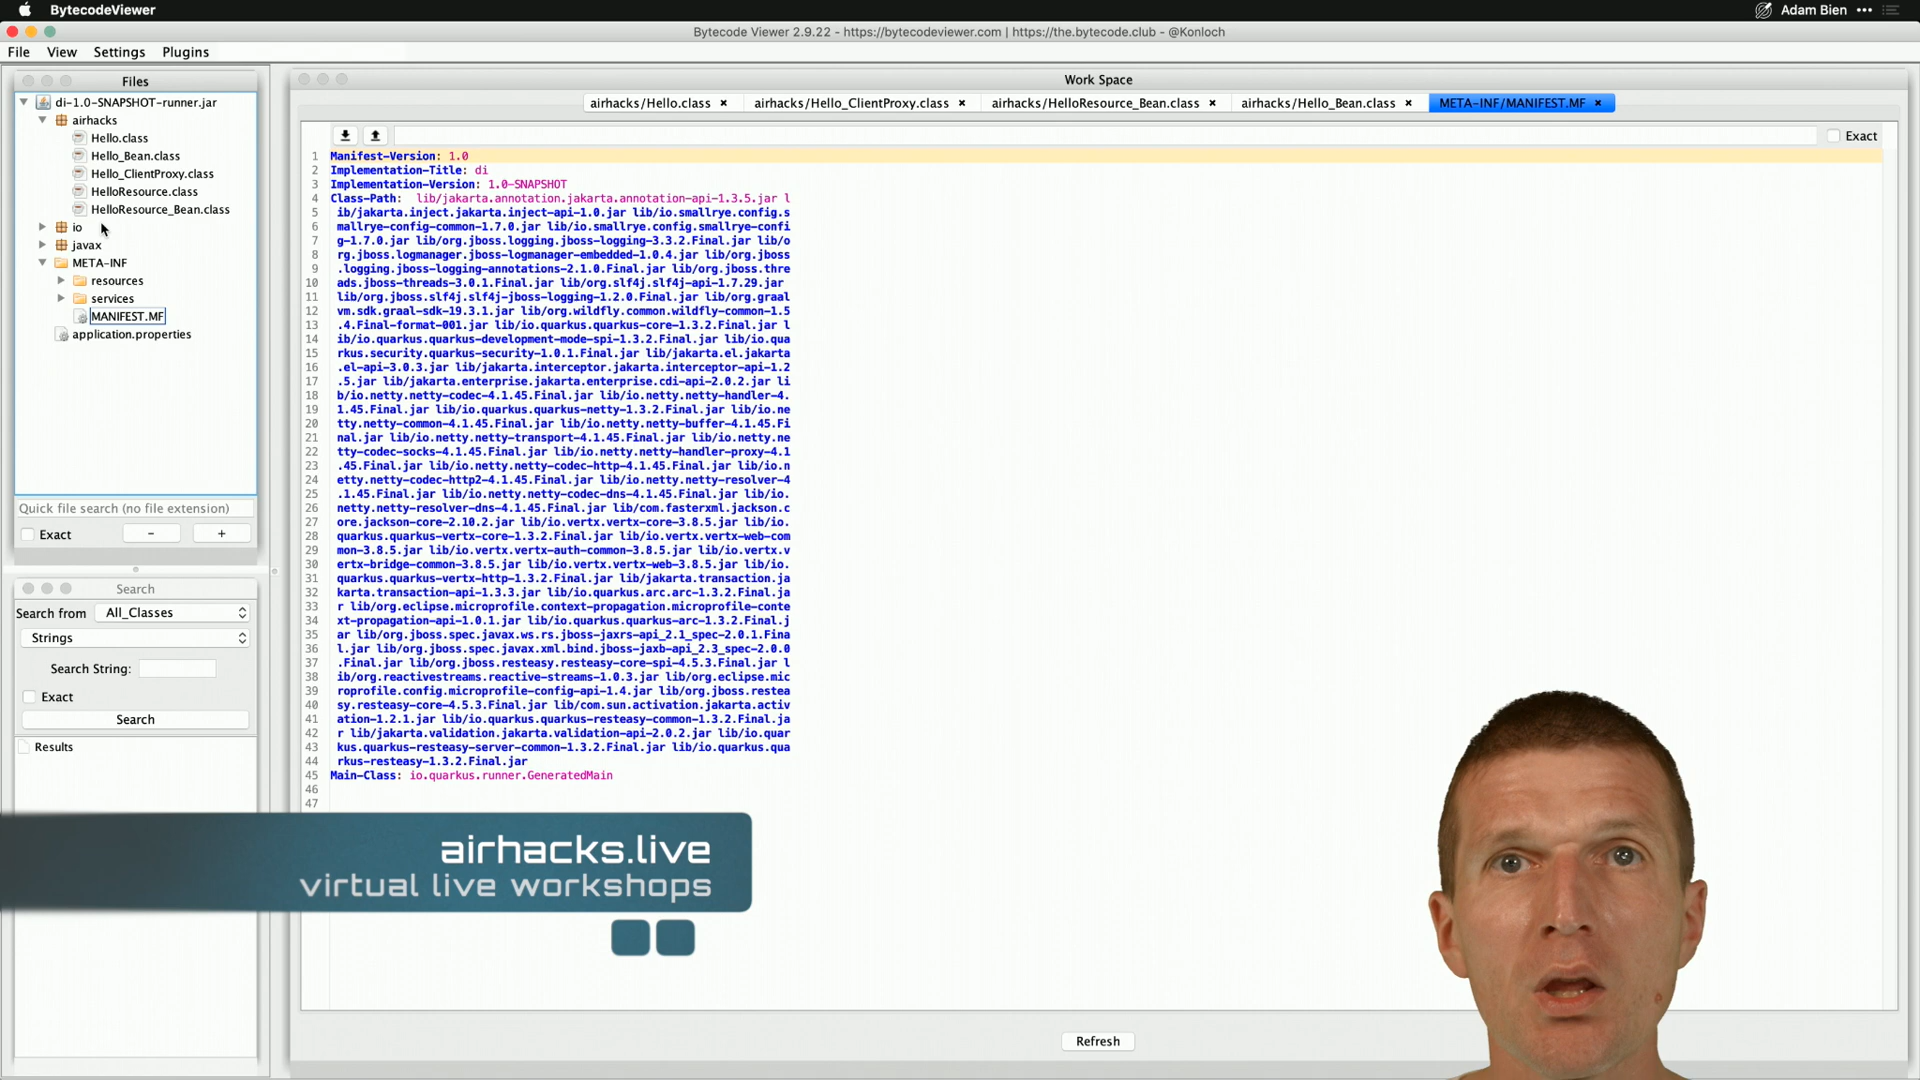 BytecodeViewer
Adam Bien
Bytecode Viewer 2.9.22 - https://bytecodeviewer.com | https://the.bytecode.club - @Konloch
File View Settings Plugins
Files
di-1.0-SNAPSHOT-runner.jar
airhacks
Hello.class
Hello_Bean.class
Hello_ClientProxy.class
HelloResource.class
HelloResource_Bean.class
io
javax
META-INF
resources
services
MANIFEST.MF
application.properties
Quick file search (no file extension)
Exact
-
+
Search
Search from All_Classes
Strings
Search String:
Exact
Search
Results
Work Space
airhacks/Hello.class × airhacks/Hello_ClientProxy.class × airhacks/HelloResource_Bean.class × airhacks/Hello_Bean.class × META-INF/MANIFEST.MF ×
Exact
1 Manifest-Version: 1.0
2 Implementation-Title: di
3 Implementation-Version: 1.0-SNAPSHOT
4 Class-Path:  lib/jakarta.annotation.jakarta.annotation-api-1.3.5.jar l
5 ib/jakarta.inject.jakarta.inject-api-1.0.jar lib/io.smallrye.config.s
6 mallrye-config-common-1.7.0.jar lib/io.smallrye.config.smallrye-confi
7 g-1.7.0.jar lib/org.jboss.logging.jboss-logging-3.3.2.Final.jar lib/o
8 rg.jboss.logmanager.jboss-logmanager-embedded-1.0.4.jar lib/org.jboss
9 .logging.jboss-logging-annotations-2.1.0.Final.jar lib/org.jboss.thre
10 ads.jboss-threads-3.0.1.Final.jar lib/org.slf4j.slf4j-api-1.7.29.jar
11 lib/org.jboss.slf4j.slf4j-jboss-logging-1.2.0.Final.jar lib/org.graal
12 vm.sdk.graal-sdk-19.3.1.jar lib/org.wildfly.common.wildfly-common-1.5
13 .4.Final-format-001.jar lib/io.quarkus.quarkus-core-1.3.2.Final.jar l
14 ib/io.quarkus.quarkus-development-mode-spi-1.3.2.Final.jar lib/io.qua
15 rkus.security.quarkus-security-1.0.1.Final.jar lib/jakarta.el.jakarta
16 .el-api-3.0.3.jar lib/jakarta.interceptor.jakarta.interceptor-api-1.2
17 .5.jar lib/jakarta.enterprise.jakarta.enterprise.cdi-api-2.0.2.jar li
18 b/io.netty.netty-codec-4.1.45.Final.jar lib/io.netty.netty-handler-4.
19 1.45.Final.jar lib/io.quarkus.quarkus-netty-1.3.2.Final.jar lib/io.ne
20 tty.netty-common-4.1.45.Final.jar lib/io.netty.netty-buffer-4.1.45.Fi
21 nal.jar lib/io.netty.netty-transport-4.1.45.Final.jar lib/io.netty.ne
22 tty-codec-socks-4.1.45.Final.jar lib/io.netty.netty-handler-proxy-4.1
23 .45.Final.jar lib/io.netty.netty-codec-http-4.1.45.Final.jar lib/io.n
24 etty.netty-codec-http2-4.1.45.Final.jar lib/io.netty.netty-resolver-4
25 .1.45.Final.jar lib/io.netty.netty-codec-dns-4.1.45.Final.jar lib/io.
26 netty.netty-resolver-dns-4.1.45.Final.jar lib/com.fasterxml.jackson.c
27 ore.jackson-core-2.10.2.jar lib/io.vertx.vertx-core-3.8.5.jar lib/io.
28 quarkus.quarkus-vertx-core-1.3.2.Final.jar lib/io.vertx.vertx-web-com
29 mon-3.8.5.jar lib/io.vertx.vertx-auth-common-3.8.5.jar lib/io.vertx.v
30 ertx-bridge-common-3.8.5.jar lib/io.vertx.vertx-web-3.8.5.jar lib/io.
31 quarkus.quarkus-vertx-http-1.3.2.Final.jar lib/jakarta.transaction.ja
32 karta.transaction-api-1.3.3.jar lib/io.quarkus.arc.arc-1.3.2.Final.ja
33 r lib/org.eclipse.microprofile.context-propagation.microprofile-conte
34 xt-propagation-api-1.0.1.jar lib/io.quarkus.quarkus-arc-1.3.2.Final.j
35 ar lib/org.jboss.spec.javax.ws.rs.jboss-jaxrs-api_2.1_spec-2.0.1.Fina
36 l.jar lib/org.jboss.spec.javax.xml.bind.jboss-jaxb-api_2.3_spec-2.0.0
37 .Final.jar lib/org.jboss.resteasy.resteasy-core-spi-4.5.3.Final.jar l
38 ib/org.reactivestreams.reactive-streams-1.0.3.jar lib/org.eclipse.mic
39 roprofile.config.microprofile-config-api-1.4.jar lib/org.jboss.restea
40 sy.resteasy-core-4.5.3.Final.jar lib/com.sun.activation.jakarta.activ
41 ation-1.2.1.jar lib/io.quarkus.quarkus-resteasy-common-1.3.2.Final.ja
42 r lib/jakarta.validation.jakarta.validation-api-2.0.2.jar lib/io.quar
43 kus.quarkus-resteasy-server-common-1.3.2.Final.jar lib/io.quarkus.qua
44 rkus-resteasy-1.3.2.Final.jar
45 Main-Class: io.quarkus.runner.GeneratedMain
46
47
airhacks.live
virtual live workshops
Refresh